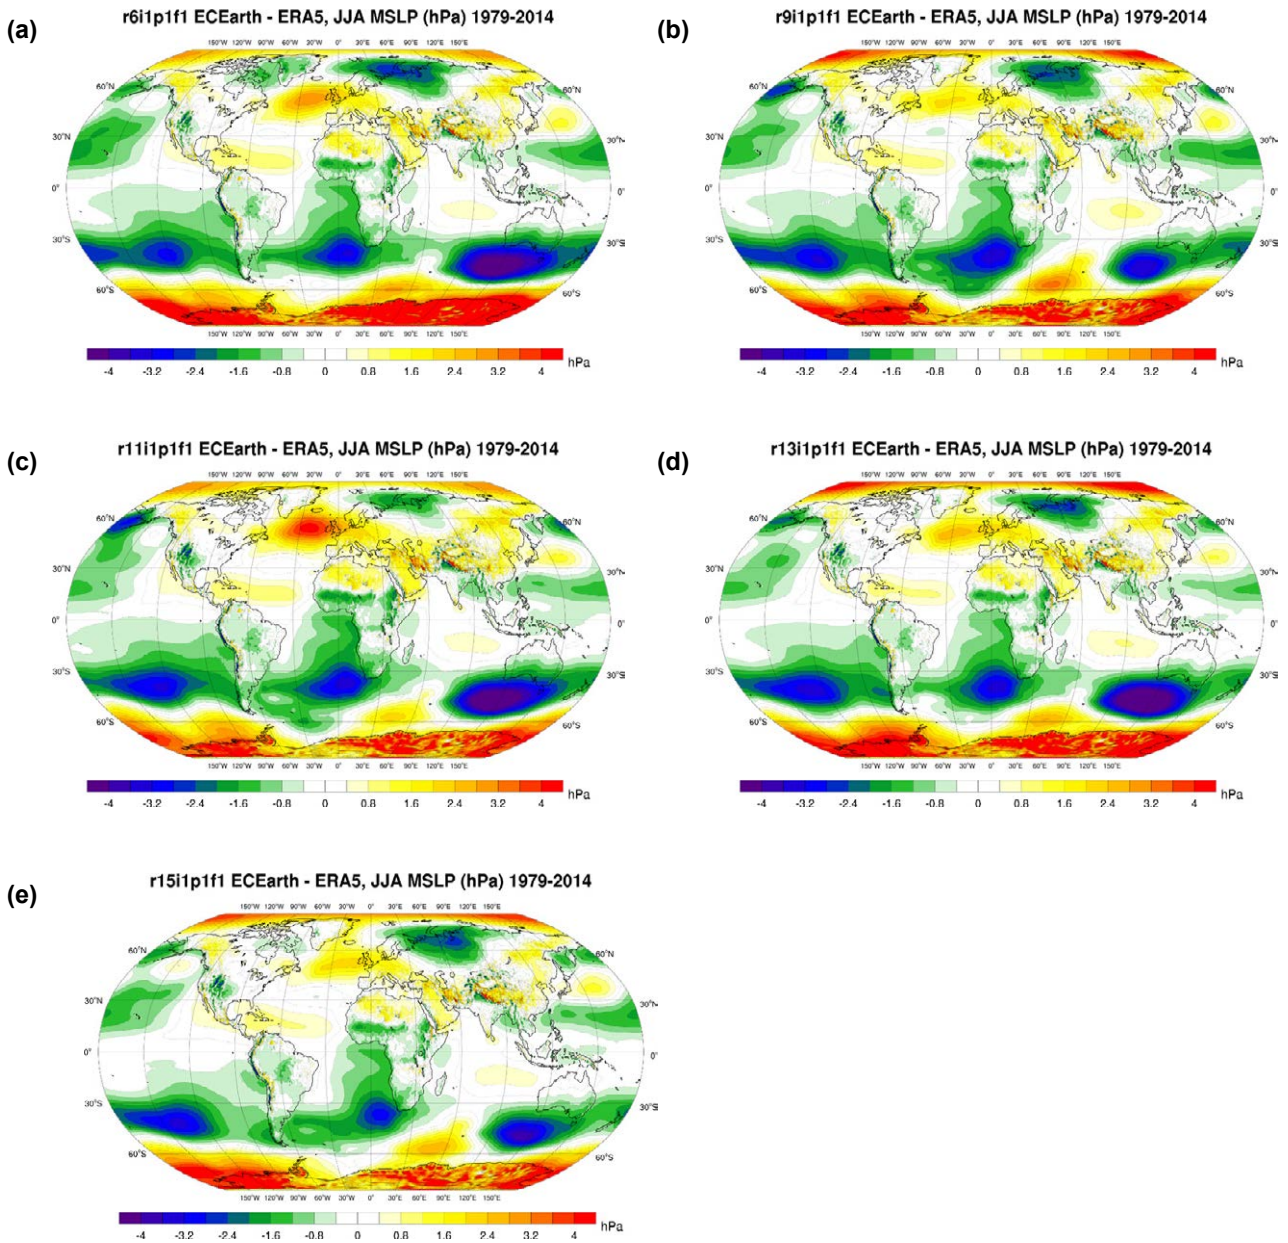 (a)
r6i1p1f1 ECEarth - ERA5, JJA MSLP (hPa) 1979-2014
150°W 120°W 90°W 60°W 30°W 0° 30°E 60°E 90°E 120°E 150°E
60°N 60°N
30°N 30°N
0° 0°
30°S 30°S
60°S 60°S
150°W 120°W 90°W 60°W 30°W 0° 30°E 60°E 90°E 120°E 150°E
-4 -3.2 -2.4 -1.6 -0.8 0 0.8 1.6 2.4 3.2 4 hPa
(b)
r9i1p1f1 ECEarth - ERA5, JJA MSLP (hPa) 1979-2014
150°W 120°W 90°W 60°W 30°W 0° 30°E 60°E 90°E 120°E 150°E
60°N 60°N
30°N 30°N
0° 0°
30°S 30°S
60°S 60°S
150°W 120°W 90°W 60°W 30°W 0° 30°E 60°E 90°E 120°E 150°E
-4 -3.2 -2.4 -1.6 -0.8 0 0.8 1.6 2.4 3.2 4 hPa
(c)
r11i1p1f1 ECEarth - ERA5, JJA MSLP (hPa) 1979-2014
150°W 120°W 90°W 60°W 30°W 0° 30°E 60°E 90°E 120°E 150°E
60°N 60°N
30°N 30°N
0° 0°
30°S 30°S
60°S 60°S
150°W 120°W 90°W 60°W 30°W 0° 30°E 60°E 90°E 120°E 150°E
-4 -3.2 -2.4 -1.6 -0.8 0 0.8 1.6 2.4 3.2 4 hPa
(d)
r13i1p1f1 ECEarth - ERA5, JJA MSLP (hPa) 1979-2014
150°W 120°W 90°W 60°W 30°W 0° 30°E 60°E 90°E 120°E 150°E
60°N 60°N
30°N 30°N
0° 0°
30°S 30°S
60°S 60°S
150°W 120°W 90°W 60°W 30°W 0° 30°E 60°E 90°E 120°E 150°E
-4 -3.2 -2.4 -1.6 -0.8 0 0.8 1.6 2.4 3.2 4 hPa
(e)
r15i1p1f1 ECEarth - ERA5, JJA MSLP (hPa) 1979-2014
150°W 120°W 90°W 60°W 30°W 0° 30°E 60°E 90°E 120°E 150°E
60°N 60°N
30°N 30°N
0° 0°
30°S 30°S
60°S 60°S
150°W 120°W 90°W 60°W 30°W 0° 30°E 60°E 90°E 120°E 150°E
-4 -3.2 -2.4 -1.6 -0.8 0 0.8 1.6 2.4 3.2 4 hPa